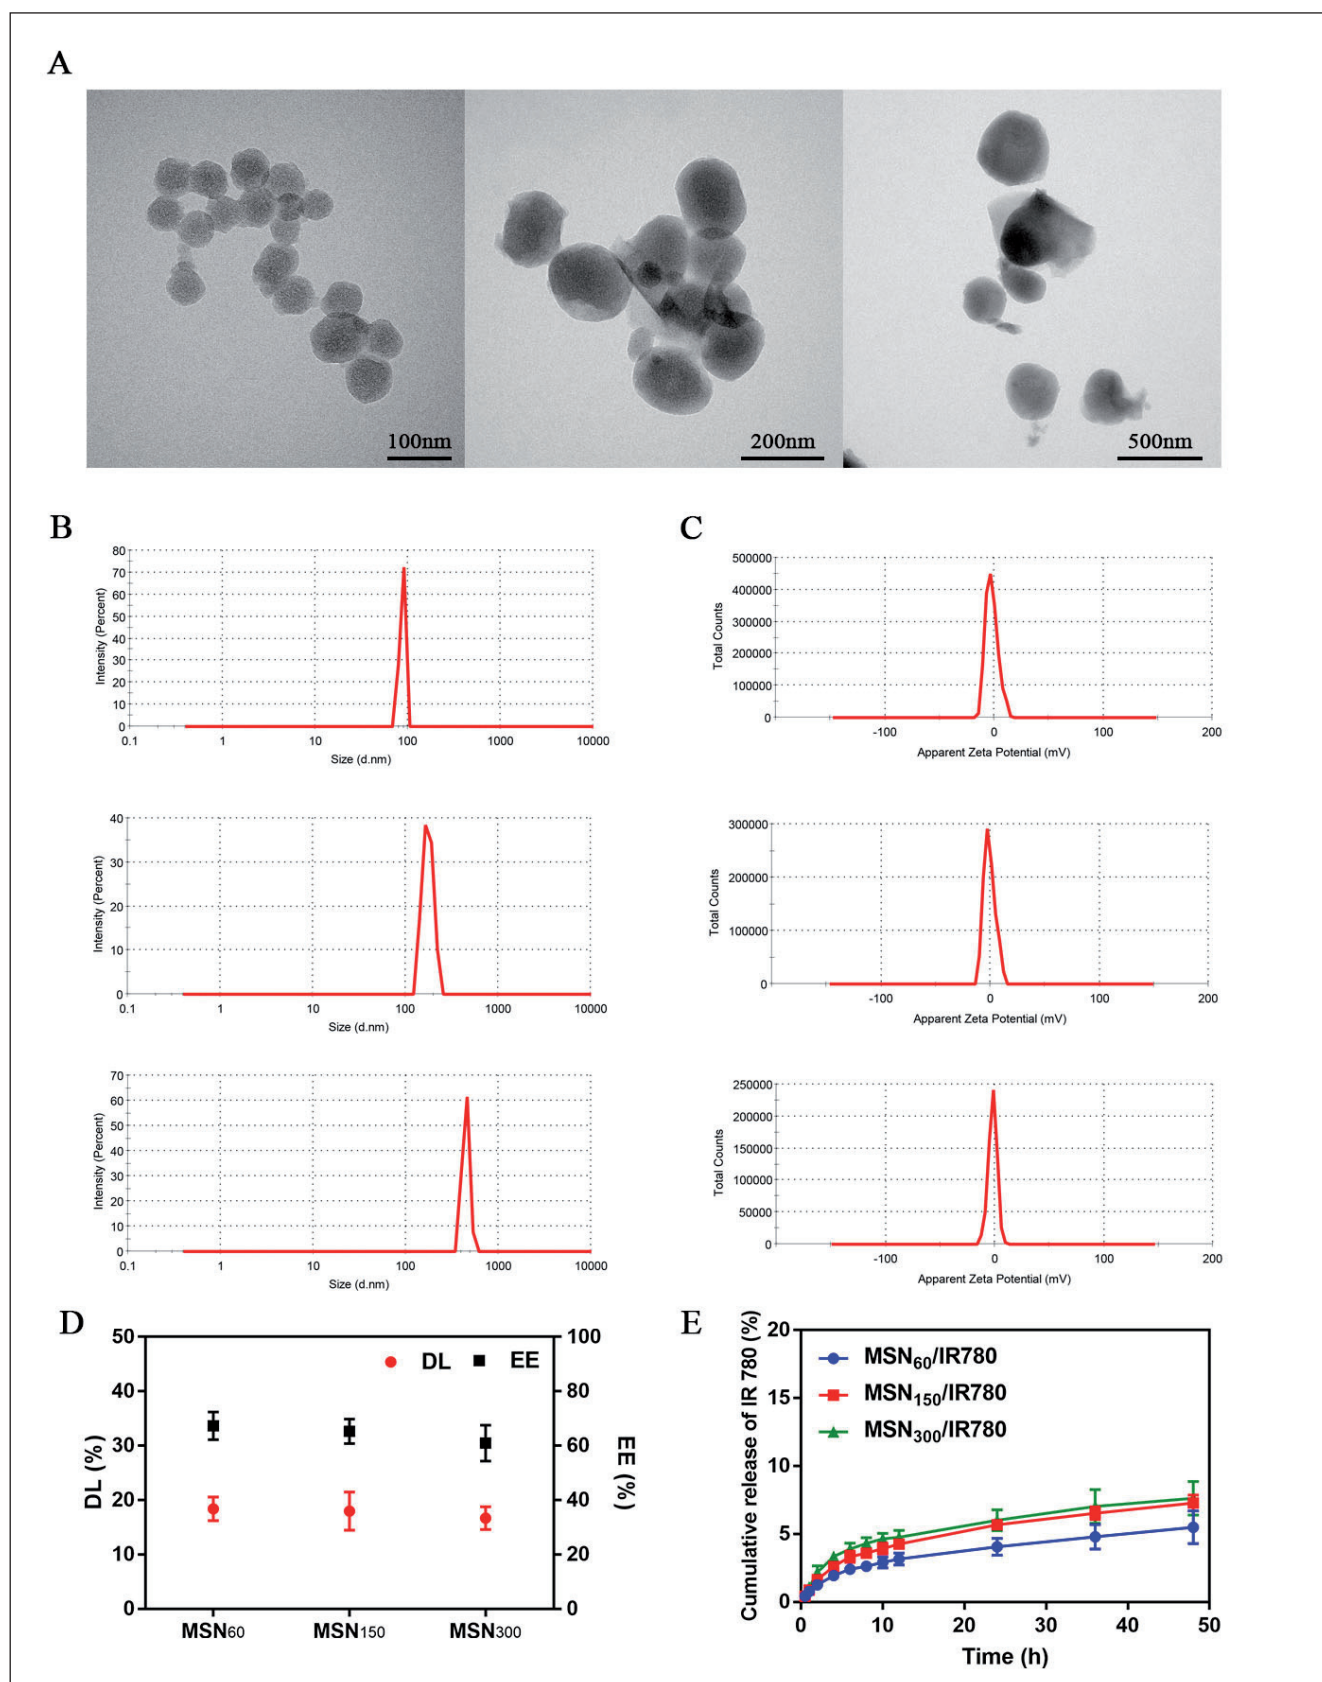 A
100nm
200nm
500nm
B
80
70
60
50
40
30
20
10
0
Intensity (Percent)
0.1 1 10 100 1000 10000
Size (d.nm)
40
30
20
10
0
Intensity (Percent)
0.1 1 10 100 1000 10000
Size (d.nm)
70
60
50
40
30
20
10
0
Intensity (Percent)
0.1 1 10 100 1000 10000
Size (d.nm)
C
500000
400000
300000
200000
100000
0
Total Counts
-100 0 100 200
Apparent Zeta Potential (mV)
300000
200000
100000
0
Total Counts
-100 0 100 200
Apparent Zeta Potential (mV)
250000
200000
150000
100000
50000
0
Total Counts
-100 0 100 200
Apparent Zeta Potential (mV)
D
50
40
30
20
10
0
DL (%)
DL EE
100
80
60
40
20
0
EE (%)
MSN60 MSN150 MSN300
E
20
15
10
5
0
Cumulative release of IR 780 (%)
MSN60/IR780
MSN150/IR780
MSN300/IR780
0 10 20 30 40 50
Time (h)